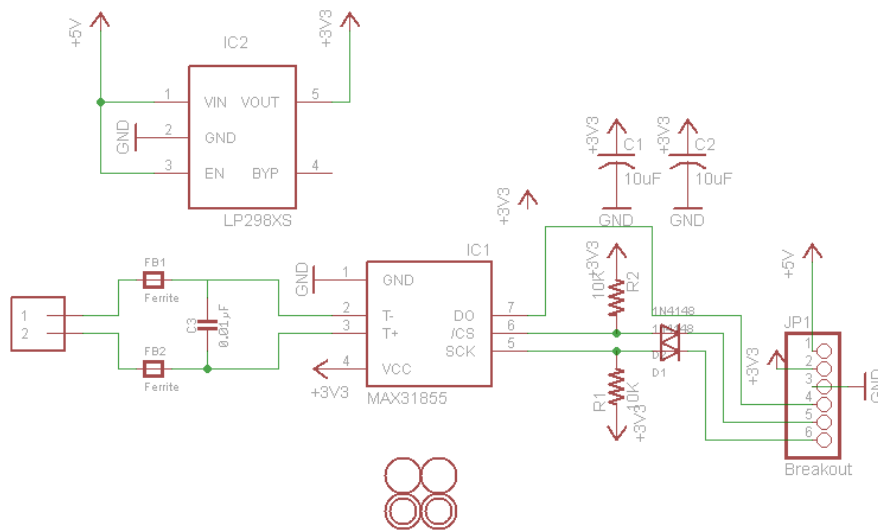 +5V
+3V3
IC2
1 VIN VOUT 5
2 GND
GND
3 EN BYP 4
LP298XS
+3V3
C1
10uF
GND
+3V3
C2
10uF
GND
+3V3
IC1
FB1
Ferrite
1
2
C3
0.01µF
FB2
Ferrite
GND
1 GND
2 T- DO 7
3 T+ /CS 6
SCK 5
4 VCC
+3V3
MAX31855
+3V3
10K
R2
1N4148
1N4148
D2
D1
R1
10K
+3V3
+5V
JP1
1
2
3
4
5
6
+3V3
GND
Breakout